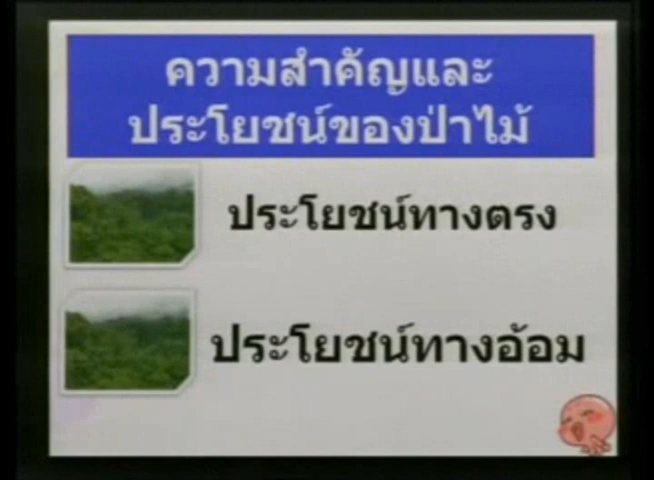 ความสำคัญและ
ประโยชน์ของป่าไม้
ประโยชน์ทางตรง
ประโยชน์ทางอ้อม